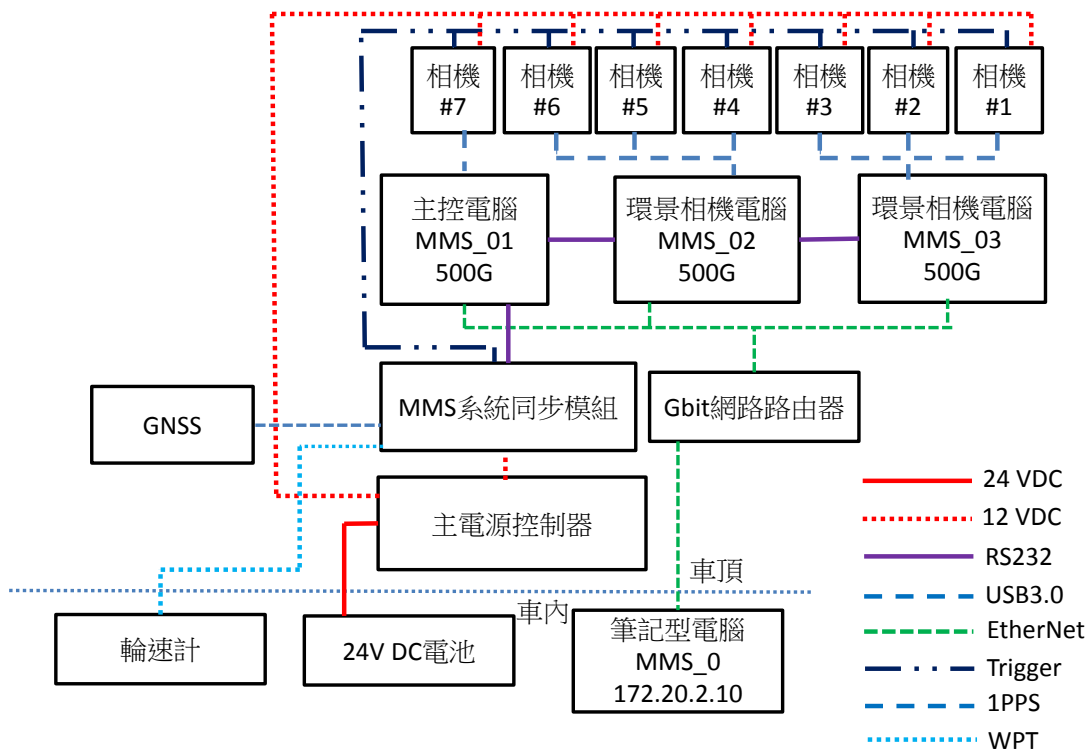 相機
#7
相機
#6
相機
#5
相機
#4
相機
#3
相機
#2
相機
#1
主控電腦
MMS_01
500G
環景相機電腦
MMS_02
500G
環景相機電腦
MMS_03
500G
GNSS
MMS系統同步模組
Gbit網路路由器
主電源控制器
車頂
車內
輪速計
24V DC電池
筆記型電腦
MMS_0
172.20.2.10
24 VDC
12 VDC
RS232
USB3.0
EtherNet
Trigger
1PPS
WPT